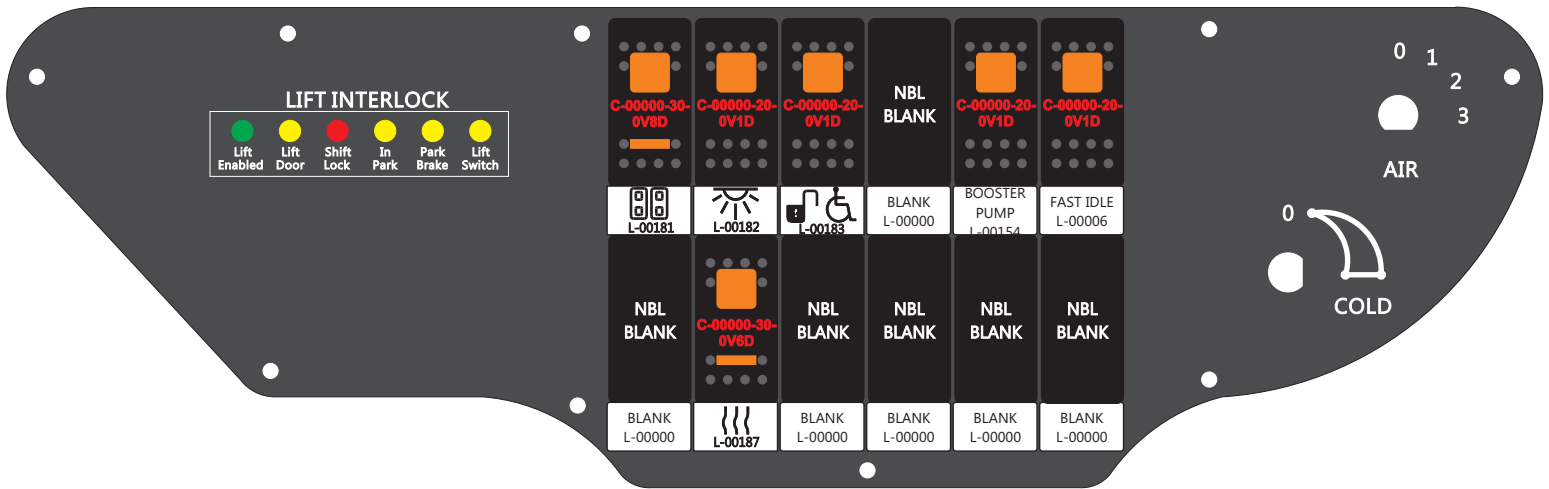 LIFT INTERLOCK
Lift
Enabled
Lift
Door
Shift
Lock
In
Park
Park
Brake
Lift
Switch
C-00000-30-
0V8D
C-00000-20-
0V1D
C-00000-20-
0V1D
NBL
BLANK
C-00000-20-
0V1D
C-00000-20-
0V1D
L-00181
L-00182
L-00183
BLANK
L-00000
BOOSTER
PUMP
L-00154
FAST IDLE
L-00006
NBL
BLANK
C-00000-30-
0V6D
NBL
BLANK
NBL
BLANK
NBL
BLANK
NBL
BLANK
BLANK
L-00000
L-00187
BLANK
L-00000
BLANK
L-00000
BLANK
L-00000
BLANK
L-00000
0
1
2
3
AIR
0
COLD